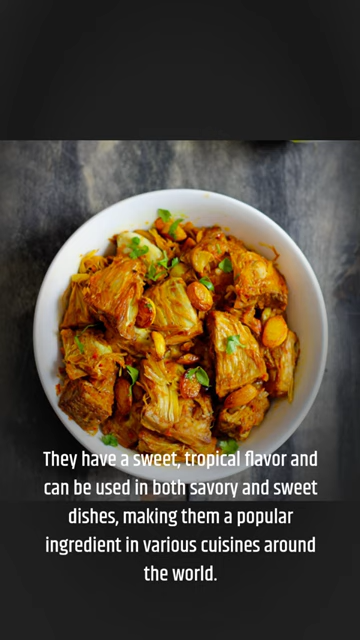 They have a sweet, tropical flavor and
can be used in both savory and sweet
dishes, making them a popular
ingredient in various cuisines around
the world.